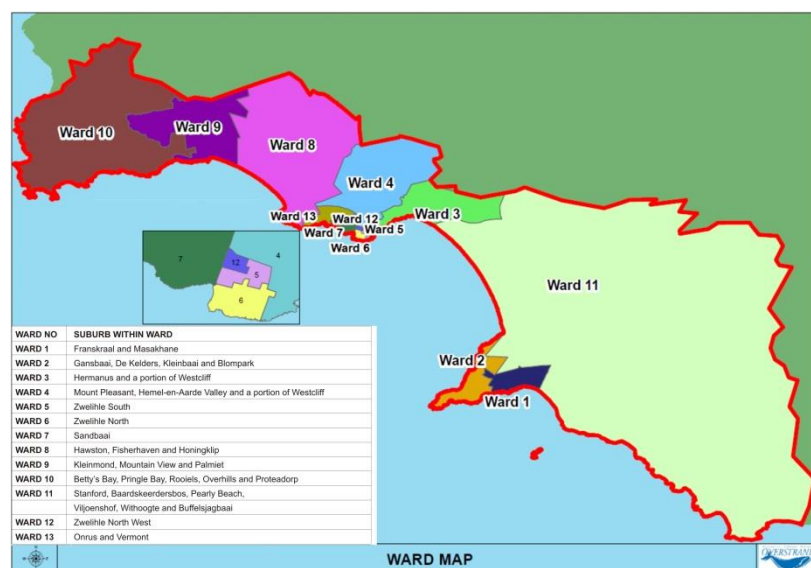 Ward 10
Ward 9
Ward 8
Ward 4
Ward 13
Ward 12
Ward 3
Ward 7
Ward 5
Ward 6
Ward 11
Ward 2
Ward 1
7
4
12
5
6
WARD NO SUBURB WITHIN WARD
WARD 1 Franskraal and Masakhane
WARD 2 Gansbaai, De Kelders, Kleinbaai and Blompark
WARD 3 Hermanus and a portion of Westcliff
WARD 4 Mount Pleasant, Hemel-en-Aarde Valley and a portion of Westcliff
WARD 5 Zwelihle South
WARD 6 Zwelihle North
WARD 7 Sandbaai
WARD 8 Hawston, Fisherhaven and Honingklip
WARD 9 Kleinmond, Mountain View and Palmiet
WARD 10 Betty's Bay, Pringle Bay, Rooiels, Overhills and Proteadorp
WARD 11 Stanford, Baardskeerdersbos, Pearly Beach,
Viljoenshof, Withoogte and Buffelsjagbaai
WARD 12 Zwelihle North West
WARD 13 Onrus and Vermont
WARD MAP
OVERSTRAND